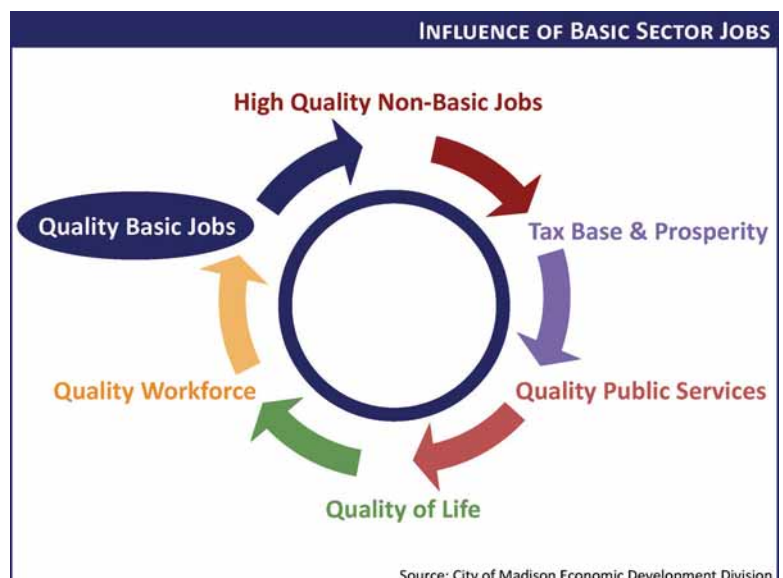 INFLUENCE OF BASIC SECTOR JOBS
High Quality Non-Basic Jobs
Quality Basic Jobs
Tax Base & Prosperity
Quality Workforce
Quality Public Services
Quality of Life
Source: City of Madison Economic Development Division